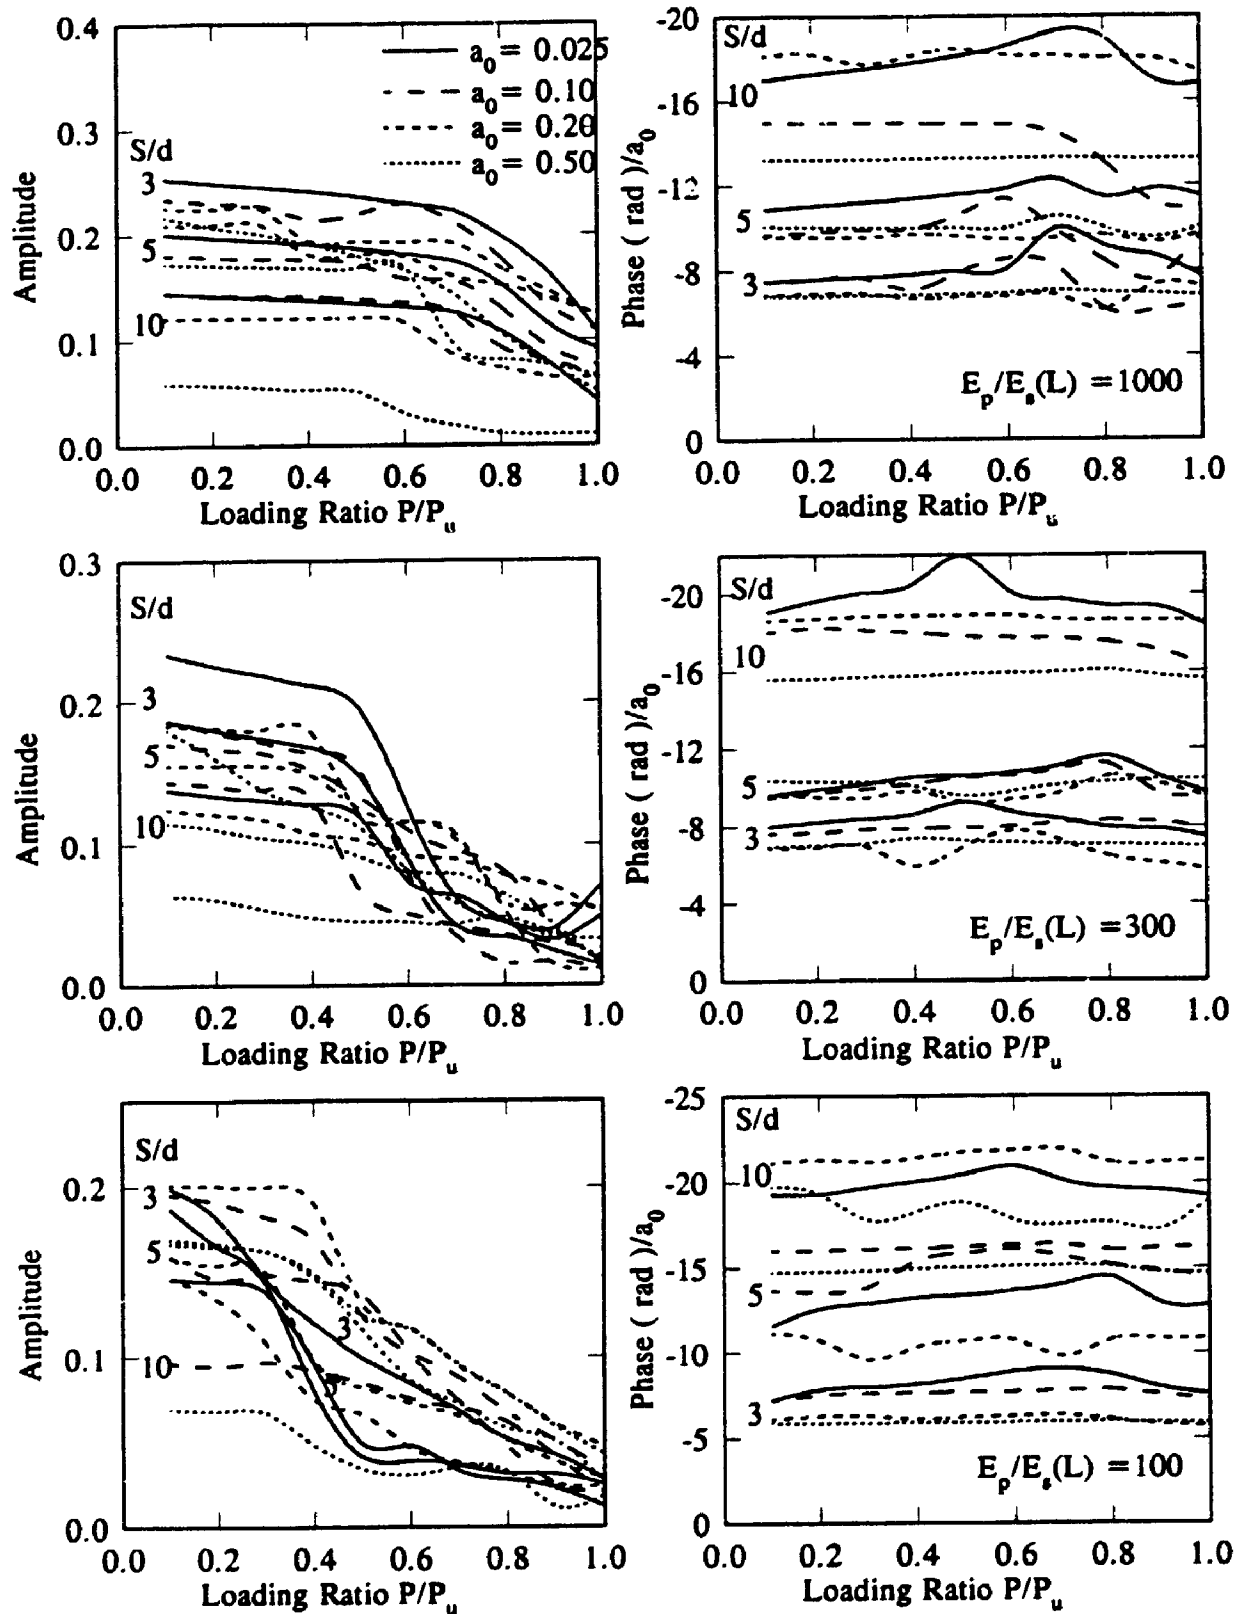 0.4
0.3
0.2
0.1
0.0
Amplitude
S/d
3
5
10
a0 = 0.025
a0 = 0.10
a0 = 0.20
a0 = 0.50
0.0 0.2 0.4 0.6 0.8 1.0
Loading Ratio P/Pu
-20
-16
-12
-8
-4
0
Phase ( rad )/a0
S/d
10
5
3
Ep/Es(L) =1000
0.0 0.2 0.4 0.6 0.8 1.0
Loading Ratio P/Pu
0.3
0.2
0.1
0.0
Amplitude
S/d
3
5
10
0.0 0.2 0.4 0.6 0.8 1.0
Loading Ratio P/Pu
-20
-16
-12
-8
-4
0
Phase ( rad )/a0
S/d
10
5
3
Ep/Es(L) =300
0.0 0.2 0.4 0.6 0.8 1.0
Loading Ratio P/Pu
0.2
0.1
0.0
Amplitude
S/d
3
5
10
3
5
0.0 0.2 0.4 0.6 0.8 1.0
Loading Ratio P/Pu
-25
-20
-15
-10
-5
0
Phase ( rad )/a0
S/d
10
5
3
Ep/Es(L) =100
0.0 0.2 0.4 0.6 0.8 1.0
Loading Ratio P/Pu